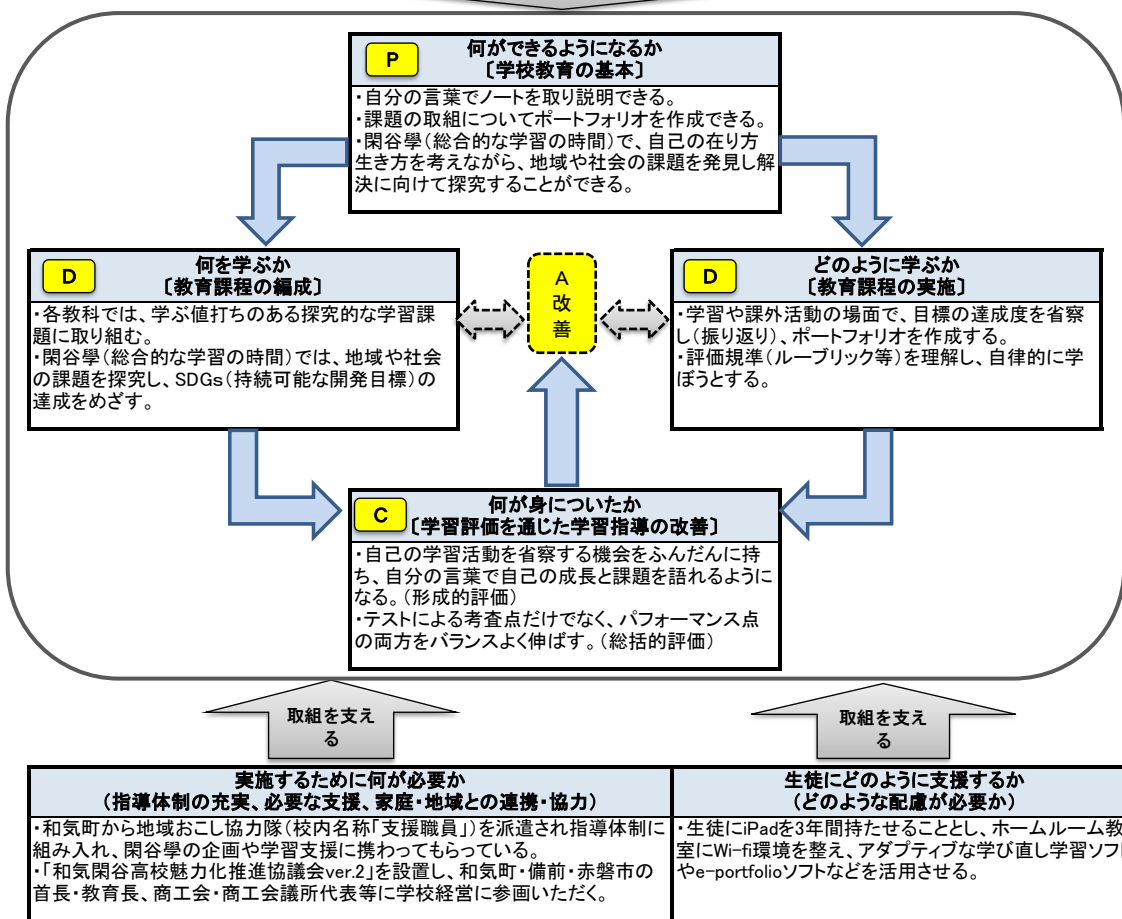 P
何ができるようになるか
〔学校教育の基本〕
・自分の言葉でノートを取り説明できる。
・課題の取組についてポートフォリオを作成できる。
・閑谷學(総合的な学習の時間)で、自己の在り方
生き方を考えながら、地域や社会の課題を発見し解
決に向けて探究することができる。
D
何を学ぶか
〔教育課程の編成〕
・各教科では、学ぶ値打ちのある探究的な学習課
題に取り組む。
・閑谷學(総合的な学習の時間)では、地域や社会
の課題を探究し、SDGs(持続可能な開発目標)の
達成をめざす。
A
改
善
D
どのように学ぶか
〔教育課程の実施〕
・学習や課外活動の場面で、目標の達成度を省察
し(振り返り)、ポートフォリオを作成する。
・評価規準(ルーブリック等)を理解し、自律的に学
ぼうとする。
C
何が身についたか
〔学習評価を通じた学習指導の改善〕
・自己の学習活動を省察する機会をふんだんに持
ち、自分の言葉で自己の成長と課題を語れるように
なる。(形成的評価)
・テストによる考査点だけでなく、パフォーマンス点
の両方をバランスよく伸ばす。(総括的評価)
取組を支え
る
取組を支え
る
実施するために何が必要か
(指導体制の充実、必要な支援、家庭・地域との連携・協力)
・和気町から地域おこし協力隊(校内名称「支援職員」)を派遣され指導体制に
組み入れ、閑谷學の企画や学習支援に携わってもらっている。
・「和気閑谷高校魅力化推進協議会ver.2」を設置し、和気町・備前・赤磐市の
首長・教育長、商工会・商工会議所代表等に学校経営に参画いただく。
生徒にどのように支援するか
(どのような配慮が必要か)
・生徒にiPadを3年間持たせることとし、ホームルーム教
室にWi-fi環境を整え、アダプティブな学び直し学習ソフト
やe-portfolioソフトなどを活用させる。